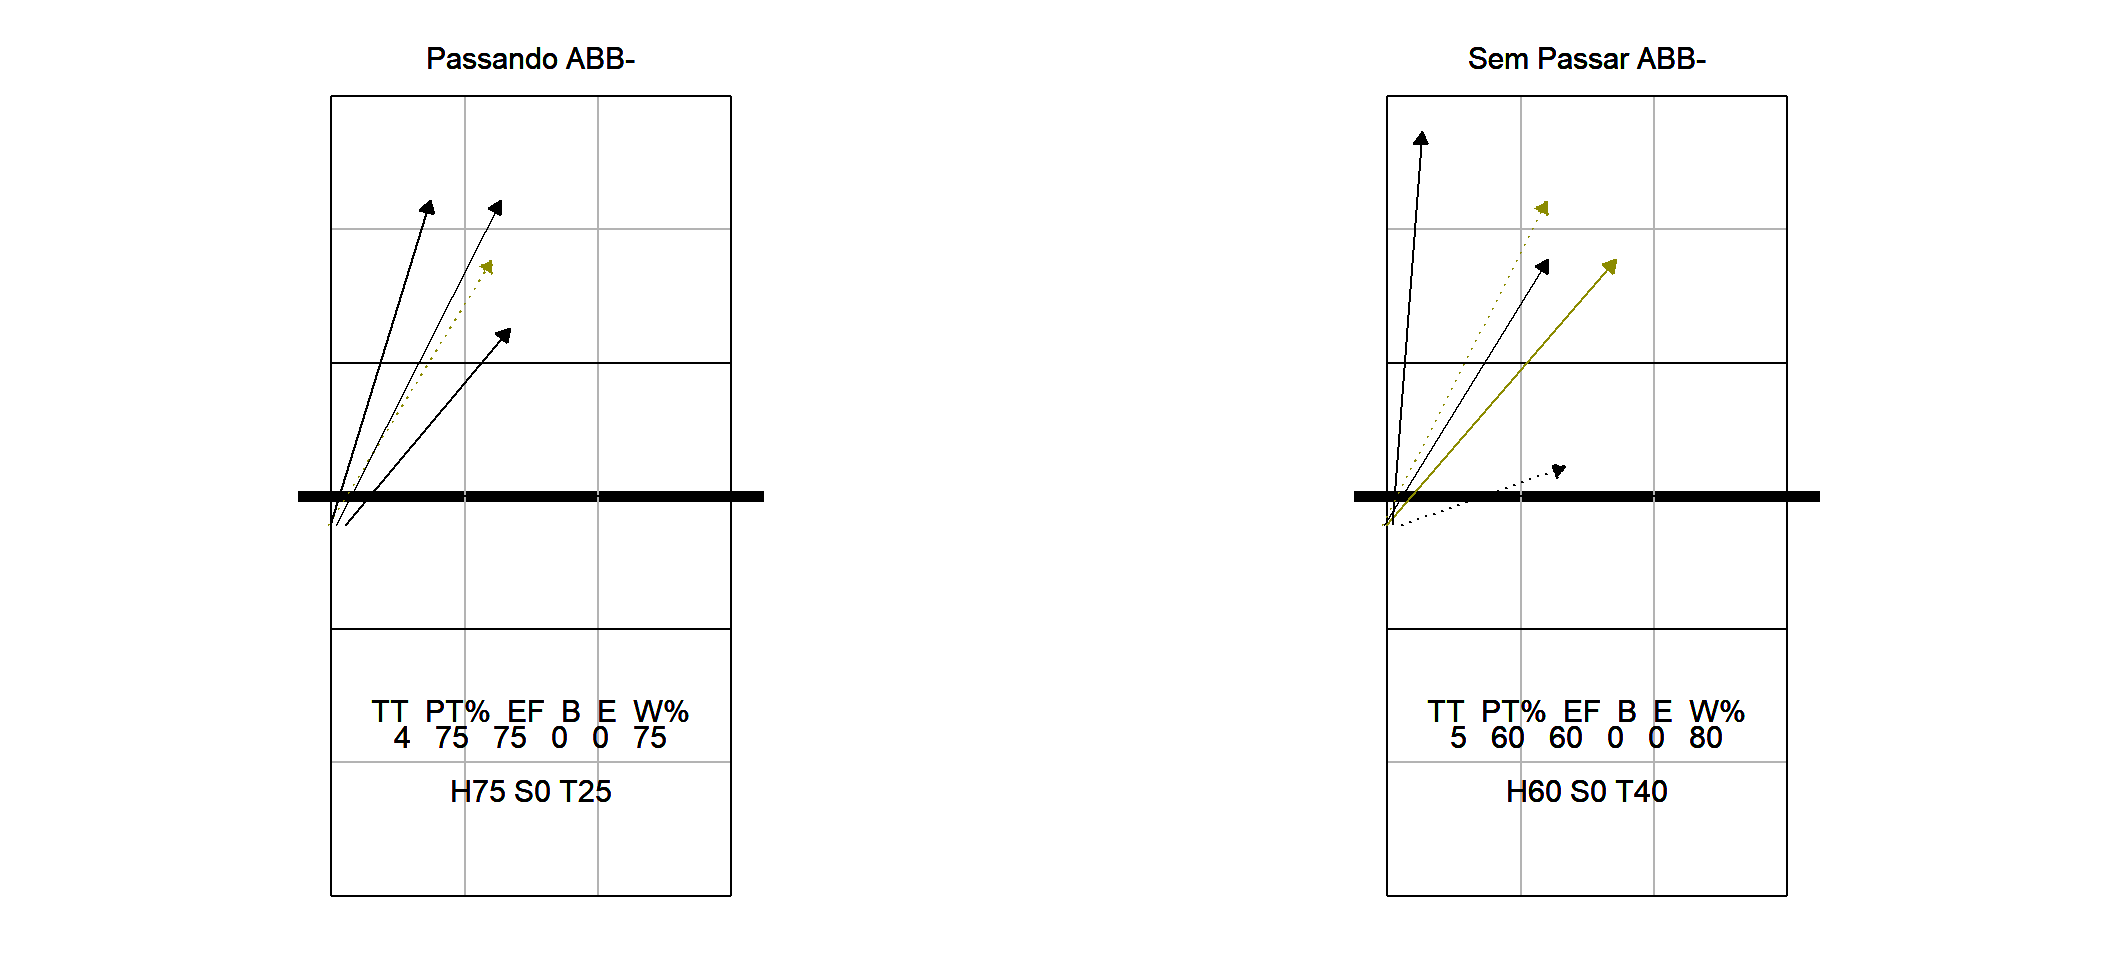 Passando ABB-
TT PT% EF B E W%
4 75 75 0 0 75
H75 S0 T25
Sem Passar ABB-
TT PT% EF B E W%
5 60 60 0 0 80
H60 S0 T40